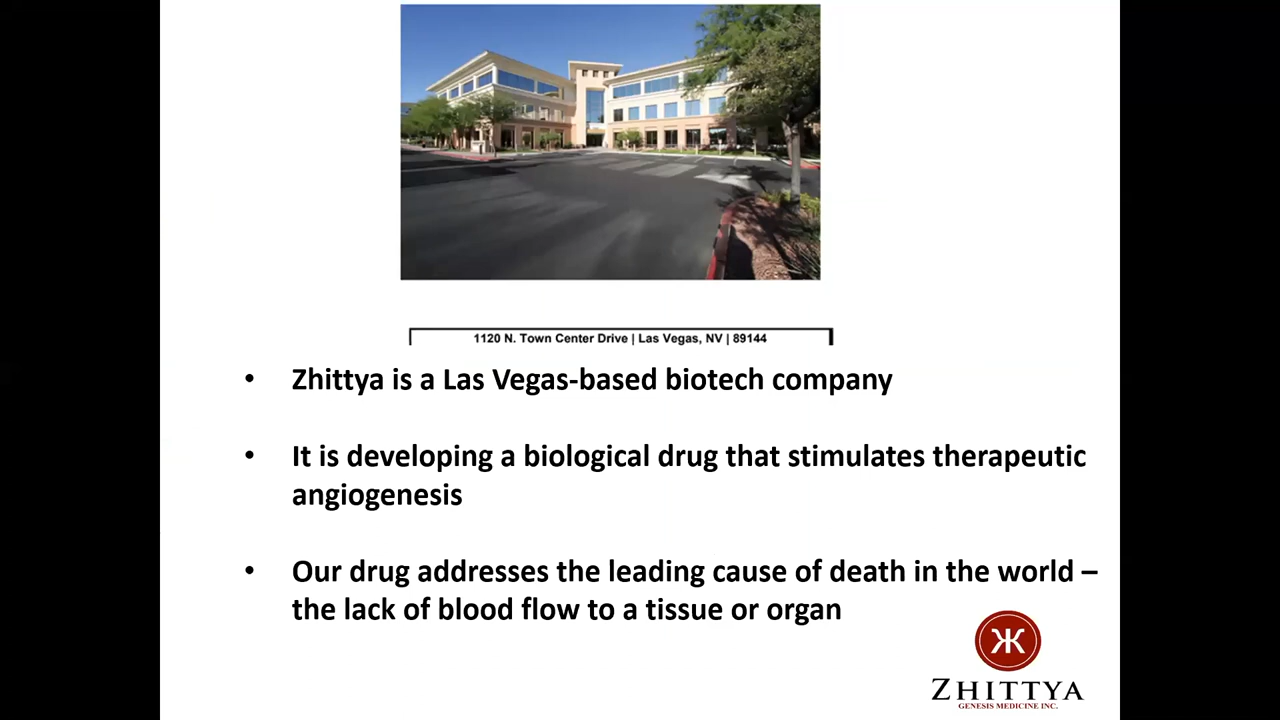 1120 N. Town Center Drive | Las Vegas, NV | 89144
• Zhittya is a Las Vegas-based biotech company
• It is developing a biological drug that stimulates therapeutic
angiogenesis
• Our drug addresses the leading cause of death in the world –
the lack of blood flow to a tissue or organ
ZHITTYA
GENESIS MEDICINE INC.